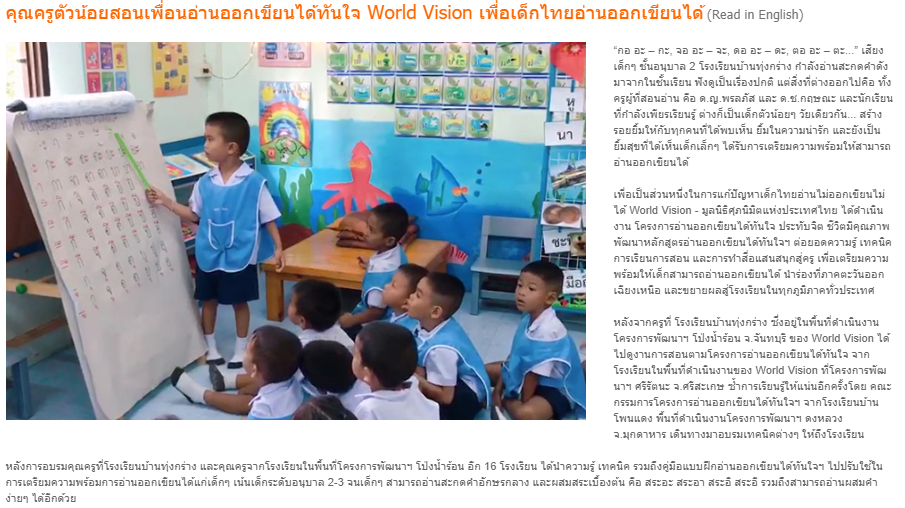 คุณครูตัวน้อยสอนเพื่อนอ่านออกเขียนได้ทันใจ World Vision เพื่อเด็กไทยอ่านออกเขียนได้ (Read in English)
“กอ อะ – กะ, จอ อะ – จะ, ดอ อะ – ดะ, ตอ อะ – ตะ...” เสียง
เด็กๆ ชั้นอนุบาล 2 โรงเรียนบ้านทุ่งกร่าง กำลังอ่านสะกดคำดัง
มาจากในชั้นเรียน ฟังดูเป็นเรื่องปกติ แต่สิ่งที่ต่างออกไปคือ ทั้ง
ครูผู้ที่สอนอ่าน คือ ด.ญ.พรลภัส และ ด.ช.กฤษณะ และนักเรียน
ที่กำลังเพียรเรียนรู้ ต่างก็เป็นเด็กตัวน้อยๆ วัยเดียวกัน... สร้าง
รอยยิ้มให้กับทุกคนที่ได้พบเห็น ยิ้มในความน่ารัก และยังเป็น
ยิ้มสุขที่ได้เห็นเด็กเล็กๆ ได้รับการเตรียมความพร้อมให้สามารถ
อ่านออกเขียนได้
เพื่อเป็นส่วนหนึ่งในการแก้ปัญหาเด็กไทยอ่านไม่ออกเขียนไม่
ได้ World Vision - มูลนิธิศุภนิมิตแห่งประเทศไทย ได้ดำเนิน
งาน โครงการอ่านออกเขียนได้ทันใจ ประทับจิต ชีวิตมีคุณภาพ
พัฒนาหลักสูตรอ่านออกเขียนได้ทันใจฯ ต่อยอดความรู้ เทคนิค
การเรียนการสอน และการทำสื่อแสนสนุกสู่ครู เพื่อเตรียมความ
พร้อมให้เด็กสามารถอ่านออกเขียนได้ นำร่องที่ภาคตะวันออก
เฉียงเหนือ และขยายผลสู่โรงเรียนในทุกภูมิภาคทั่วประเทศ
หลังจากครูที่ โรงเรียนบ้านทุ่งกร่าง ซึ่งอยู่ในพื้นที่ดำเนินงาน
โครงการพัฒนาฯ โป่งน้ำร้อน จ.จันทบุรี ของ World Vision ได้
ไปดูงานการสอนตามโครงการอ่านออกเขียนได้ทันใจ จาก
โรงเรียนในพื้นที่ดำเนินงานของ World Vision ที่โครงการพัฒ
นาฯ ศรีรัตนะ จ.ศรีสะเกษ ซ้ำการเรียนรู้ให้แน่นอีกครั้งโดย คณะ
กรรมการโครงการอ่านออกเขียนได้ทันใจฯ จากโรงเรียนบ้าน
โพนแดง พื้นที่ดำเนินงานโครงการพัฒนาฯ ดงหลวง
จ.มุกดาหาร เดินทางมาอบรมเทคนิคต่างๆ ให้ถึงโรงเรียน
หลังการอบรมคุณครูที่โรงเรียนบ้านทุ่งกร่าง และคุณครูจากโรงเรียนในพื้นที่โครงการพัฒนาฯ โป่งน้ำร้อน อีก 16 โรงเรียน ได้นำความรู้ เทคนิค รวมถึงคู่มือแบบฝึกอ่านออกเขียนได้ทันใจฯ ไปปรับใช้ใน
การเตรียมความพร้อมการอ่านออกเขียนได้แก่เด็กๆ เน้นเด็กระดับอนุบาล 2-3 จนเด็กๆ สามารถอ่านสะกดคำอักษรกลาง และผสมสระเบื้องต้น คือ สระอะ สระอา สระอิ สระอี รวมถึงสามารถอ่านผสมคำ
ง่ายๆ ได้อีกด้วย
หู
นา